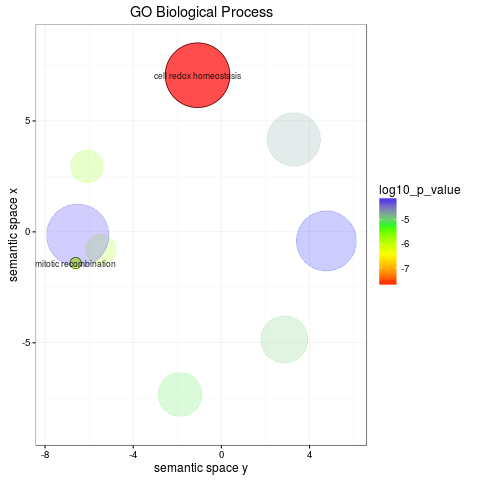 GO Biological Process
cell redox homeostasis
mitotic recombination
5
0
-5
-8
-4
0
4
semantic space x
semantic space y
log10_p_value
-5
-6
-7